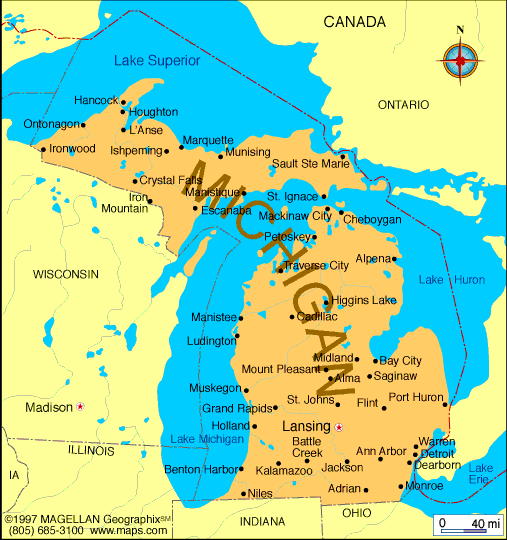 CANADA
N
Lake Superior
ONTARIO
Hancock
Houghton
Ontonagon
L'Anse
Ironwood
Ishpeming
Marquette
Munising
Sault Ste Marie
Crystal Falls
Manistique
St. Ignace
Iron
Mountain
Escanaba
Mackinaw City
Cheboygan
MICHIGAN
Petoskey
Alpena
WISCONSIN
Traverse City
Lake Huron
Higgins Lake
Manistee
Cadillac
Ludington
Midland
Bay City
Mount Pleasant
Alma
Saginaw
Muskegon
St. Johns
Flint
Port Huron
Madison
Grand Rapids
Holland
Lansing
Lake Michigan
Warren
ILLINOIS
Battle
Creek
Ann Arbor
Detroit
Dearborn
Lake
Erie
IA
Benton Harbor
Kalamazoo
Jackson
Niles
Adrian
Monroe
©1997 MAGELLAN GeographixSM
(805) 685-3100 www.maps.com
INDIANA
OHIO
0 40 mi